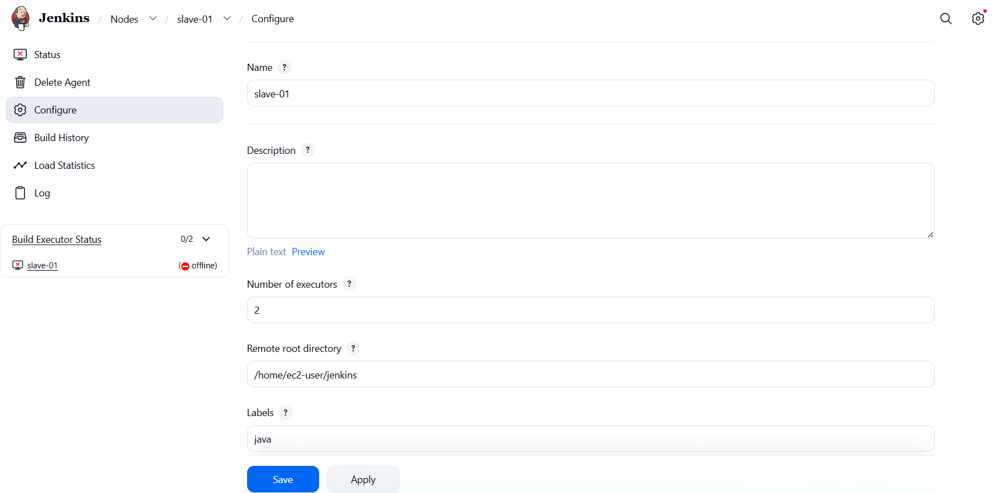 Jenkins / Nodes / slave-01 / Configure
Status
Delete Agent
Configure
Build History
Load Statistics
Log
Build Executor Status 0/2
slave-01 (offline)
Name ?
slave-01
Description ?
Plain text Preview
Number of executors ?
2
Remote root directory ?
/home/ec2-user/jenkins
Labels ?
java
Save Apply